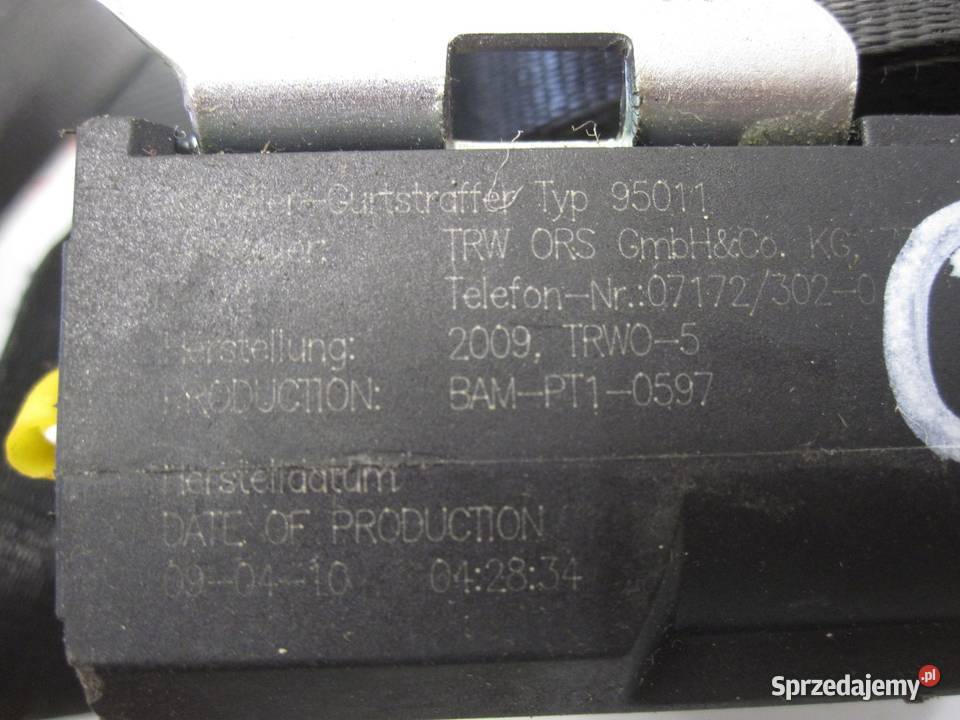 Gurtstraffer Typ 95011
TRW ORS GmbH&Co. KG,
Telefon-Nr.:07172/302-0
Herstellung: 2009, TRWO-5
PRODUCTION: BAM-PT1-0597
Herstelldatum
DATE OF PRODUCTION
09-04-10 04:28:34
Sprzedajemy.pl